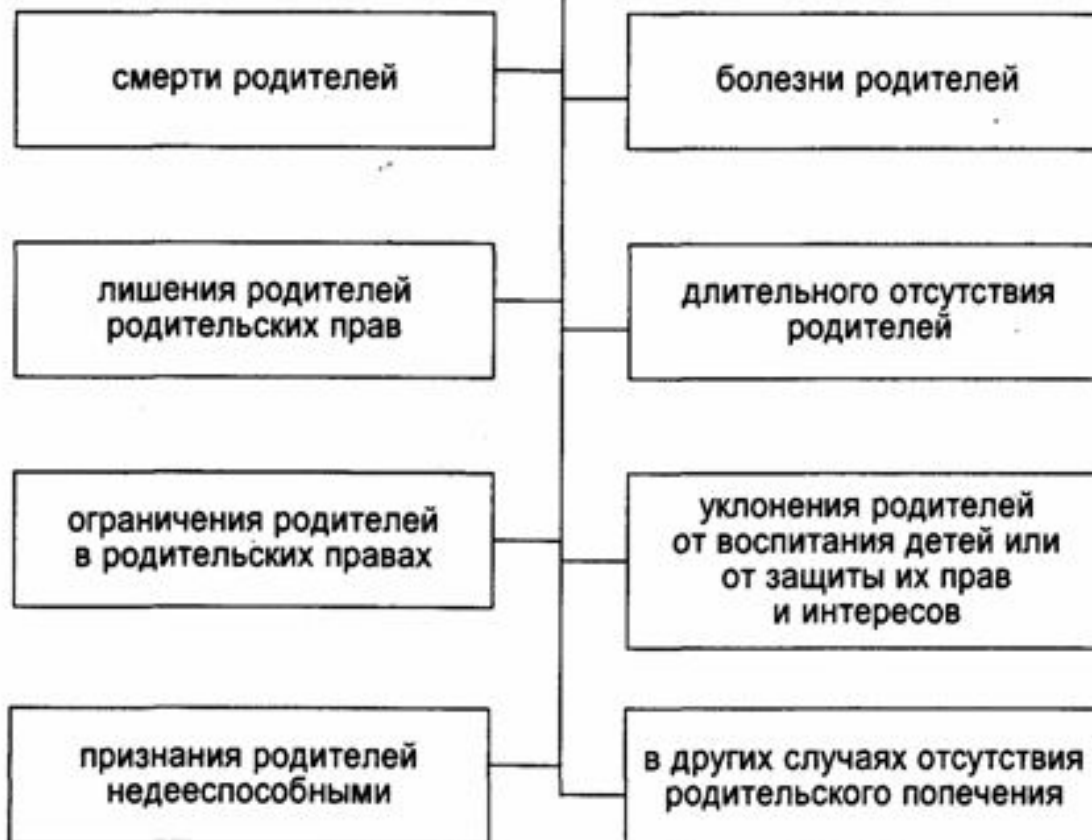 смерти родителей
болезни родителей
лишения родителей
родительских прав
длительного отсутствия
родителей
ограничения родителей
в родительских правах
уклонения родителей
от воспитания детей или
от защиты их прав
и интересов
признания родителей
недееспособными
в других случаях отсутствия
родительского попечения